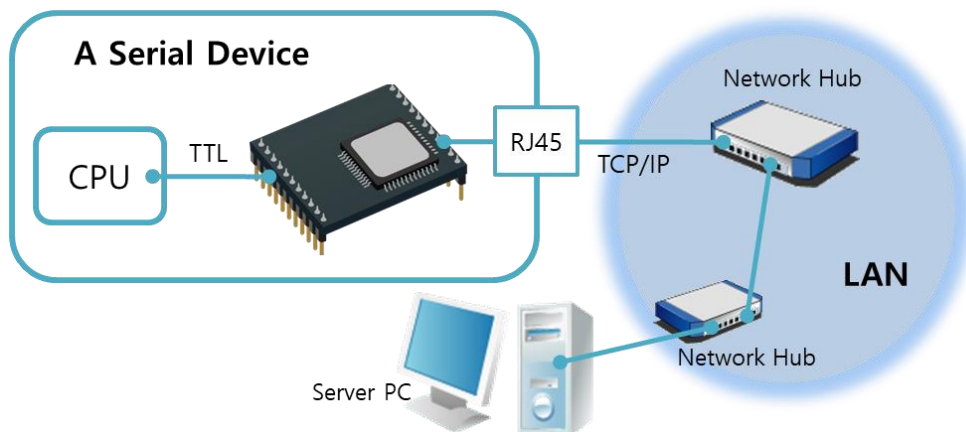 A Serial Device
Network Hub
CPU
TTL
RJ45
TCP/IP
LAN
Network Hub
Server PC